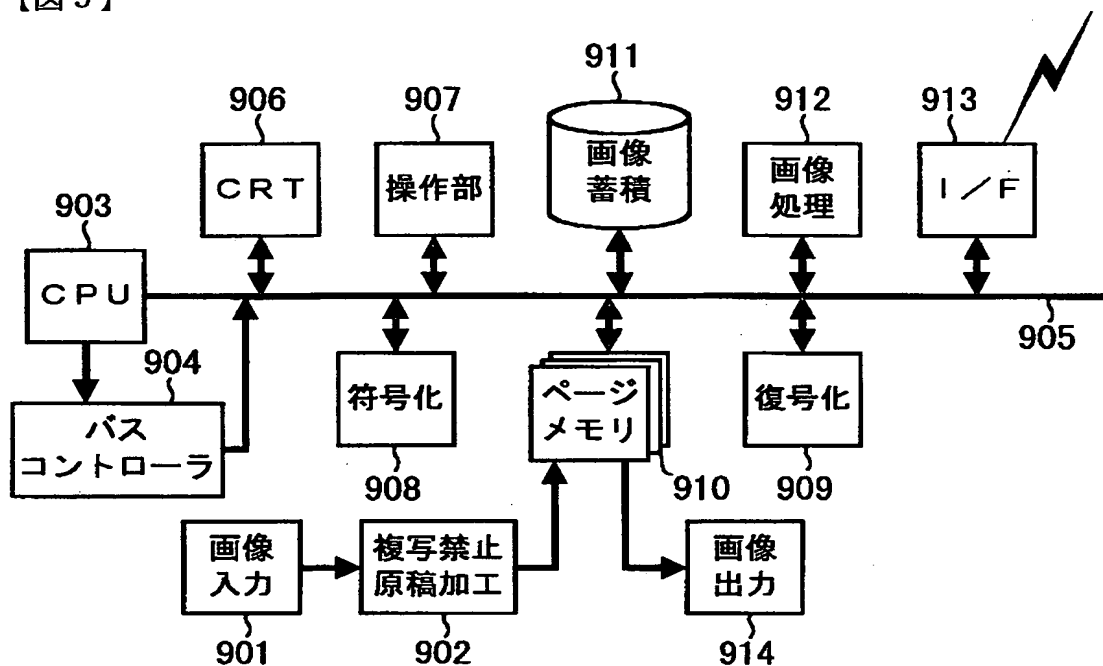 【図9】
911
906
907
912
913
画像
蓄積
CRT
操作部
画像
処理
I/F
903
CPU
905
904
バス
コントローラ
符号化
ページ
メモリ
復号化
908
910
909
画像
入力
複写禁止
原稿加工
画像
出力
901
902
914